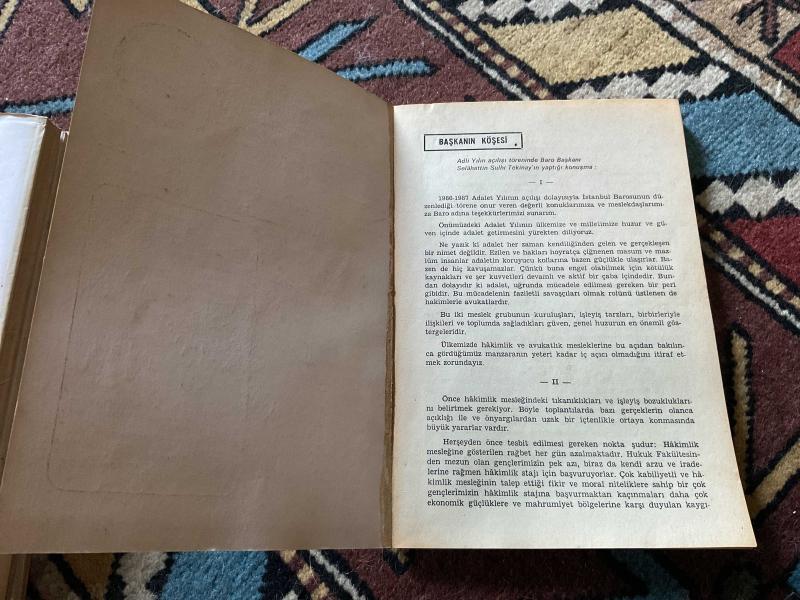 BAŞKANIN KÖŞESİ
Adli Yılın açılışı töreninde Baro Başkanı
Selâhattin Sulhi Tekinay'ın yaptığı konuşma :
— I —
1986-1987 Adalet Yılının açılışı dolayısıyla İstanbul Barosunun dü-
zenlediği törene onur veren değerli konuklarımıza ve meslekdaşlarımı-
za Baro adına teşekkürlerimizi sunarım.
Önümüzdeki Adalet Yılının ülkemize ve milletimize huzur ve gü-
ven içinde adalet getirmesini yürekten diliyoruz.
Ne yazık ki adalet her zaman kendiliğinden gelen ve gerçekleşen
bir nimet değildir. Ezilen ve hakları hoyratça çiğnenen masum ve maz-
lûm insanlar adaletin koruyucu kollarına bazen güçlükle ulaşırlar. Ba-
zen de hiç kavuşamazlar. Çünkü buna engel olabilmek için kötülük
kaynakları ve şer kuvvetleri devamlı ve aktif bir çaba içindedir. Bun-
dan dolayıdır ki adalet, uğrunda mücadele edilmesi gereken bir peri
gibidir. Bu mücadelenin faziletli savaşçıları olmak rolünü üstlenen de
hakimlerle avukatlardır.
Bu iki meslek grubunun kuruluşları, işleyiş tarzları, birbirleriyle
ilişkileri ve toplumda sağladıkları güven, genel huzurun en önemli gös-
tergeleridir.
Ülkemizde hâkimlik ve avukatlık mesleklerine bu açıdan bakılın-
ca gördüğümüz manzaranın yeteri kadar iç açıcı olmadığını itiraf et-
mek zorundayız.
— II —
Önce hâkimlik mesleğindeki tıkanıklıkları ve işleyiş bozuklukları-
nı belirtmek gerekiyor. Böyle toplantılarda bazı gerçeklerin olanca
açıklığı ile ve önyargılardan uzak bir içtenlikle ortaya konmasında
büyük yararlar vardır.
Herşeyden önce tesbit edilmesi gereken nokta şudur: Hâkimlik
mesleğine gösterilen rağbet her gün azalmaktadır. Hukuk Fakültesin-
den mezun olan gençlerimizin pek azı, biraz da kendi arzu ve irade-
lerine rağmen hâkimlik stajı için başvuruyorlar. Çok kabiliyetli ve hâ-
kimlik mesleğinin talep ettiği fikir ve moral niteliklere sahip bir çok
gençlerimizin hâkimlik stajına başvurmaktan kaçınmaları daha çok
ekonomik güçlüklere ve mahrumiyet bölgelerine karşı duyulan kaygı-